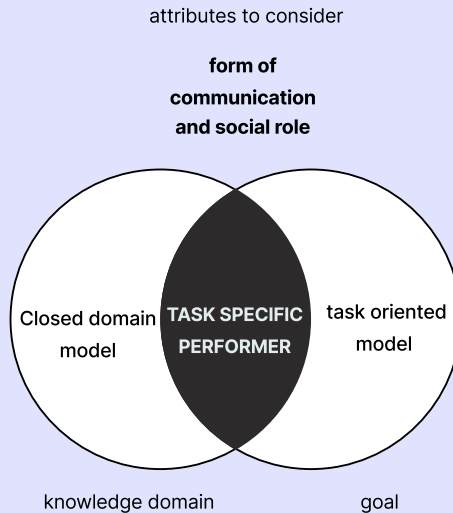 attributes to consider
form of
communication
and social role
Closed domain
model
TASK SPECIFIC
PERFORMER
task oriented
model
knowledge domain
goal